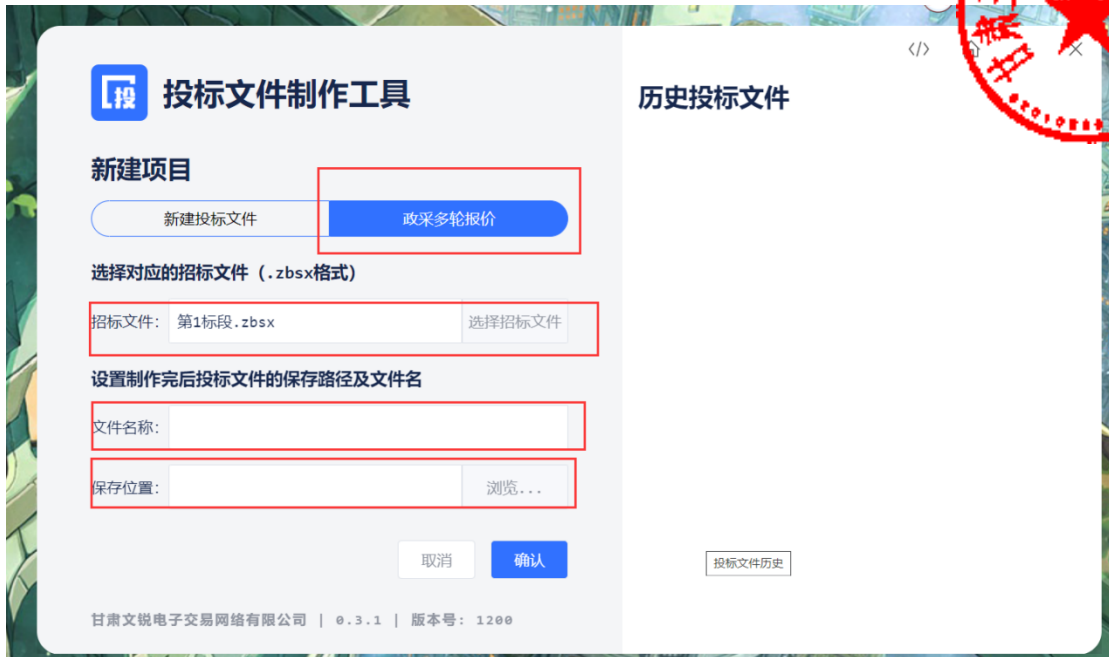 投标文件制作工具
新建项目
新建投标文件 政采多轮报价
选择对应的招标文件 (.zbsx格式)
招标文件: 第1标段.zbsx 选择招标文件
设置制作完后投标文件的保存路径及文件名
文件名称:
保存位置: 浏览...
取消 确认
甘肃文锐电子交易网络有限公司 | 0.3.1 | 版本号: 1200
</>
历史投标文件
投标文件历史